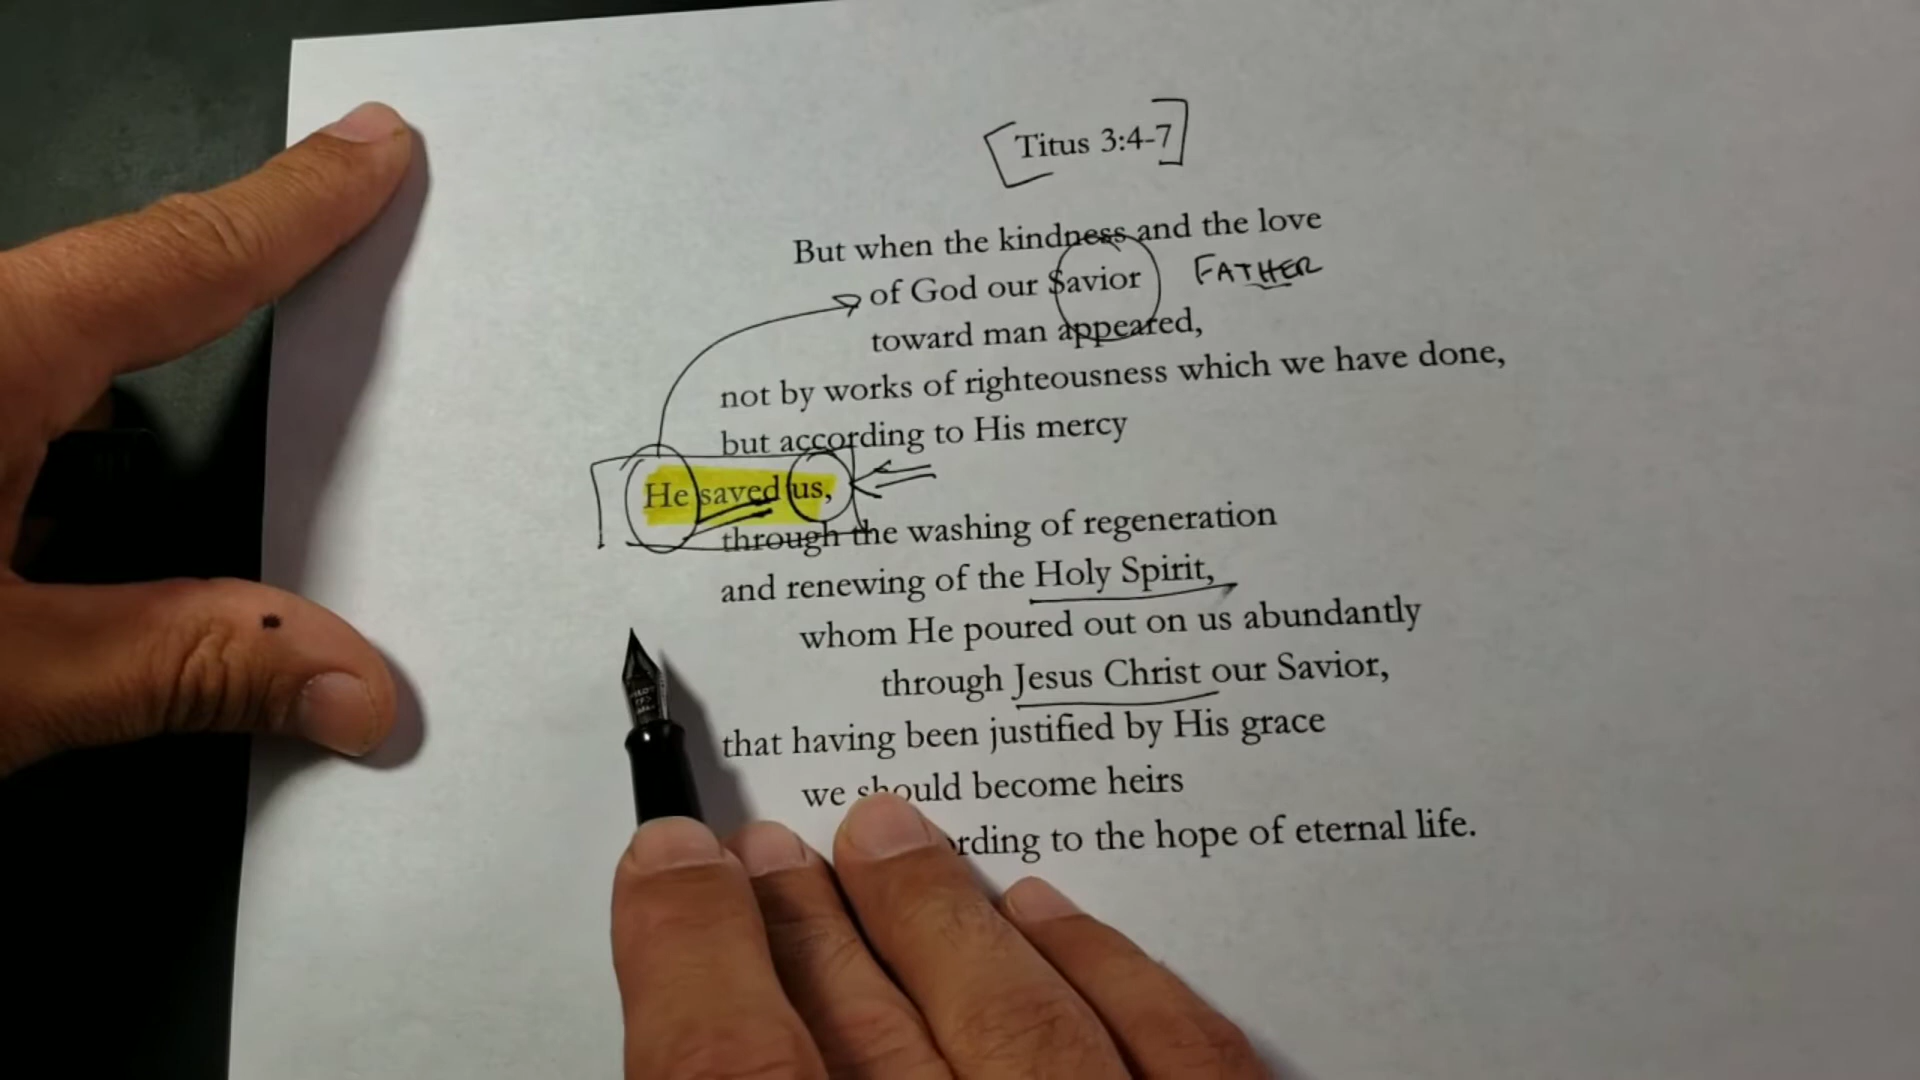 Titus 3:4-7
But when the kindness and the love
of God our Savior FATHER
toward man appeared,
not by works of righteousness which we have done,
but according to His mercy
He saved us,
through the washing of regeneration
and renewing of the Holy Spirit,
whom He poured out on us abundantly
through Jesus Christ our Savior,
that having been justified by His grace
we should become heirs
to the hope of eternal life.